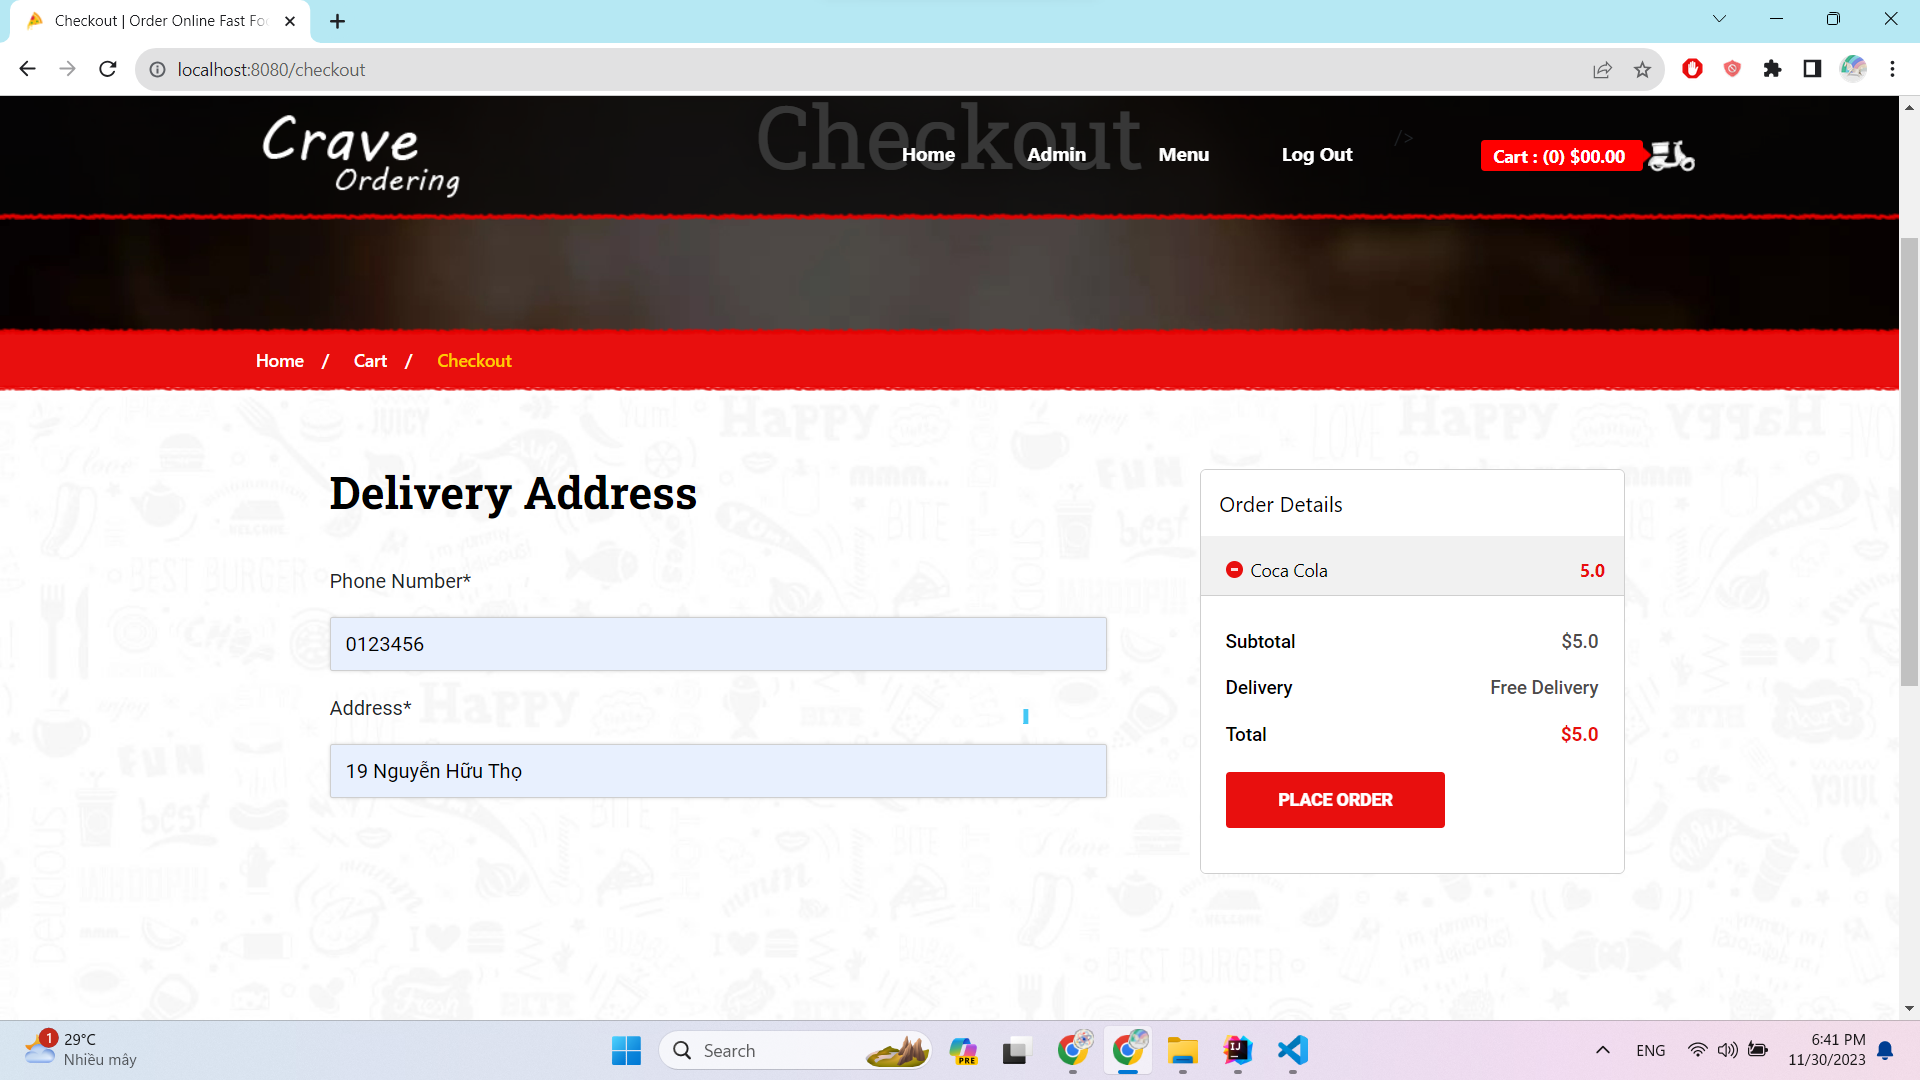 Checkout | Order Online Fast Fo
localhost:8080/checkout
Crave
Ordering
Checkout
Home
Admin
Menu
Log Out
/>
Cart : (0) $00.00
Home / Cart / Checkout
Delivery Address
Phone Number*
0123456
Address*
19 Nguyễn Hữu Thọ
Order Details
Coca Cola 5.0
Subtotal $5.0
Delivery Free Delivery
Total $5.0
PLACE ORDER
1
29°C
Nhiều mây
Search
PRE
IJ
ENG
6:41 PM
11/30/2023